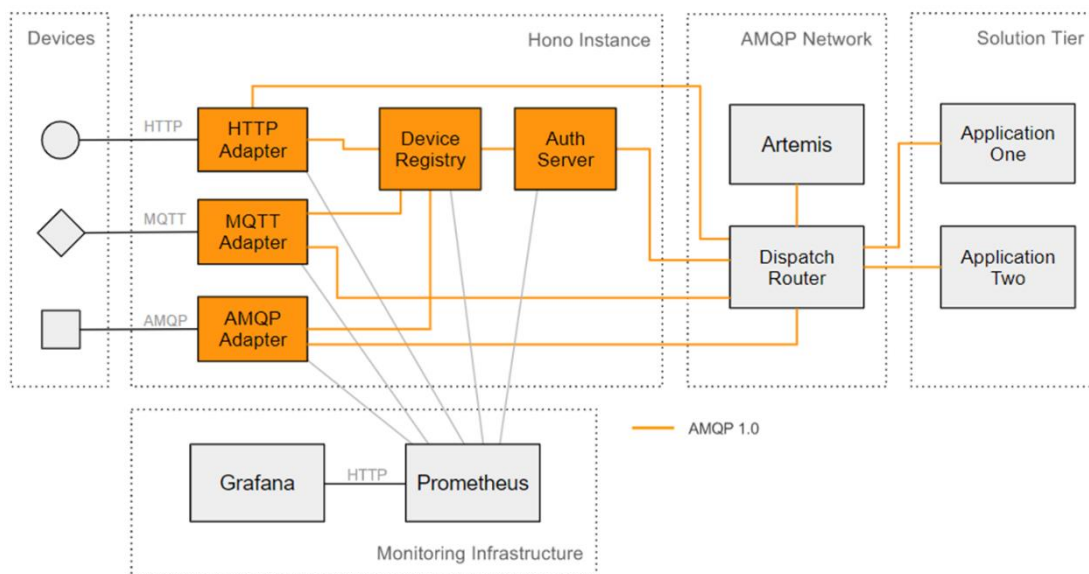 Devices
Hono Instance
AMQP Network
Solution Tier
HTTP
HTTP
Adapter
Device
Registry
Auth
Server
Artemis
Application
One
MQTT
MQTT
Adapter
Dispatch
Router
Application
Two
AMQP
AMQP
Adapter
AMQP 1.0
Grafana
HTTP
Prometheus
Monitoring Infrastructure